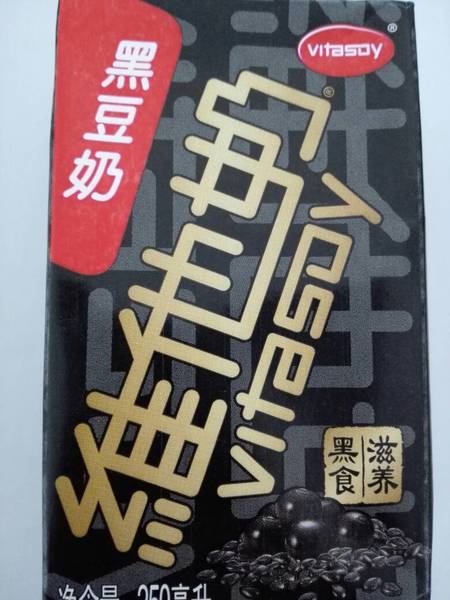 vitasoy®
黑豆奶
维他奶®
vitasoy
黑食
滋养
净含量 250毫升